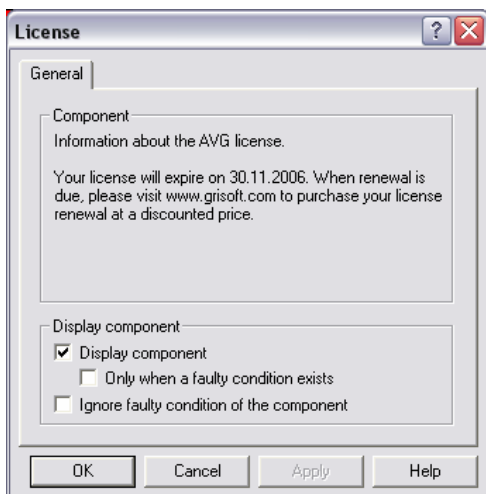 License
General
Component
Information about the AVG license.
Your license will expire on 30.11.2006. When renewal is
due, please visit www.grisoft.com to purchase your license
renewal at a discounted price.
Display component
Display component
Only when a faulty condition exists
Ignore faulty condition of the component
OK Cancel Apply Help